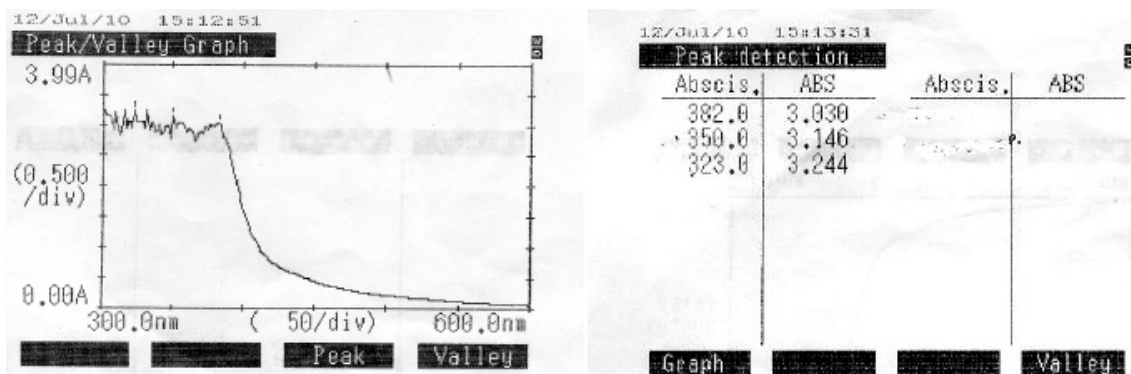 12/Jul/10 15:12:51
Peak/Valley Graph
3.99A
(0.500
/div)
0.00A
300.0nm ( 50/div) 600.0nm
Peak Valley
12/Jul/10 15:13:31
Peak detection
Abscis. ABS Abscis. ABS
382.0 3.030
350.0 3.146
323.0 3.244
Graph Valley